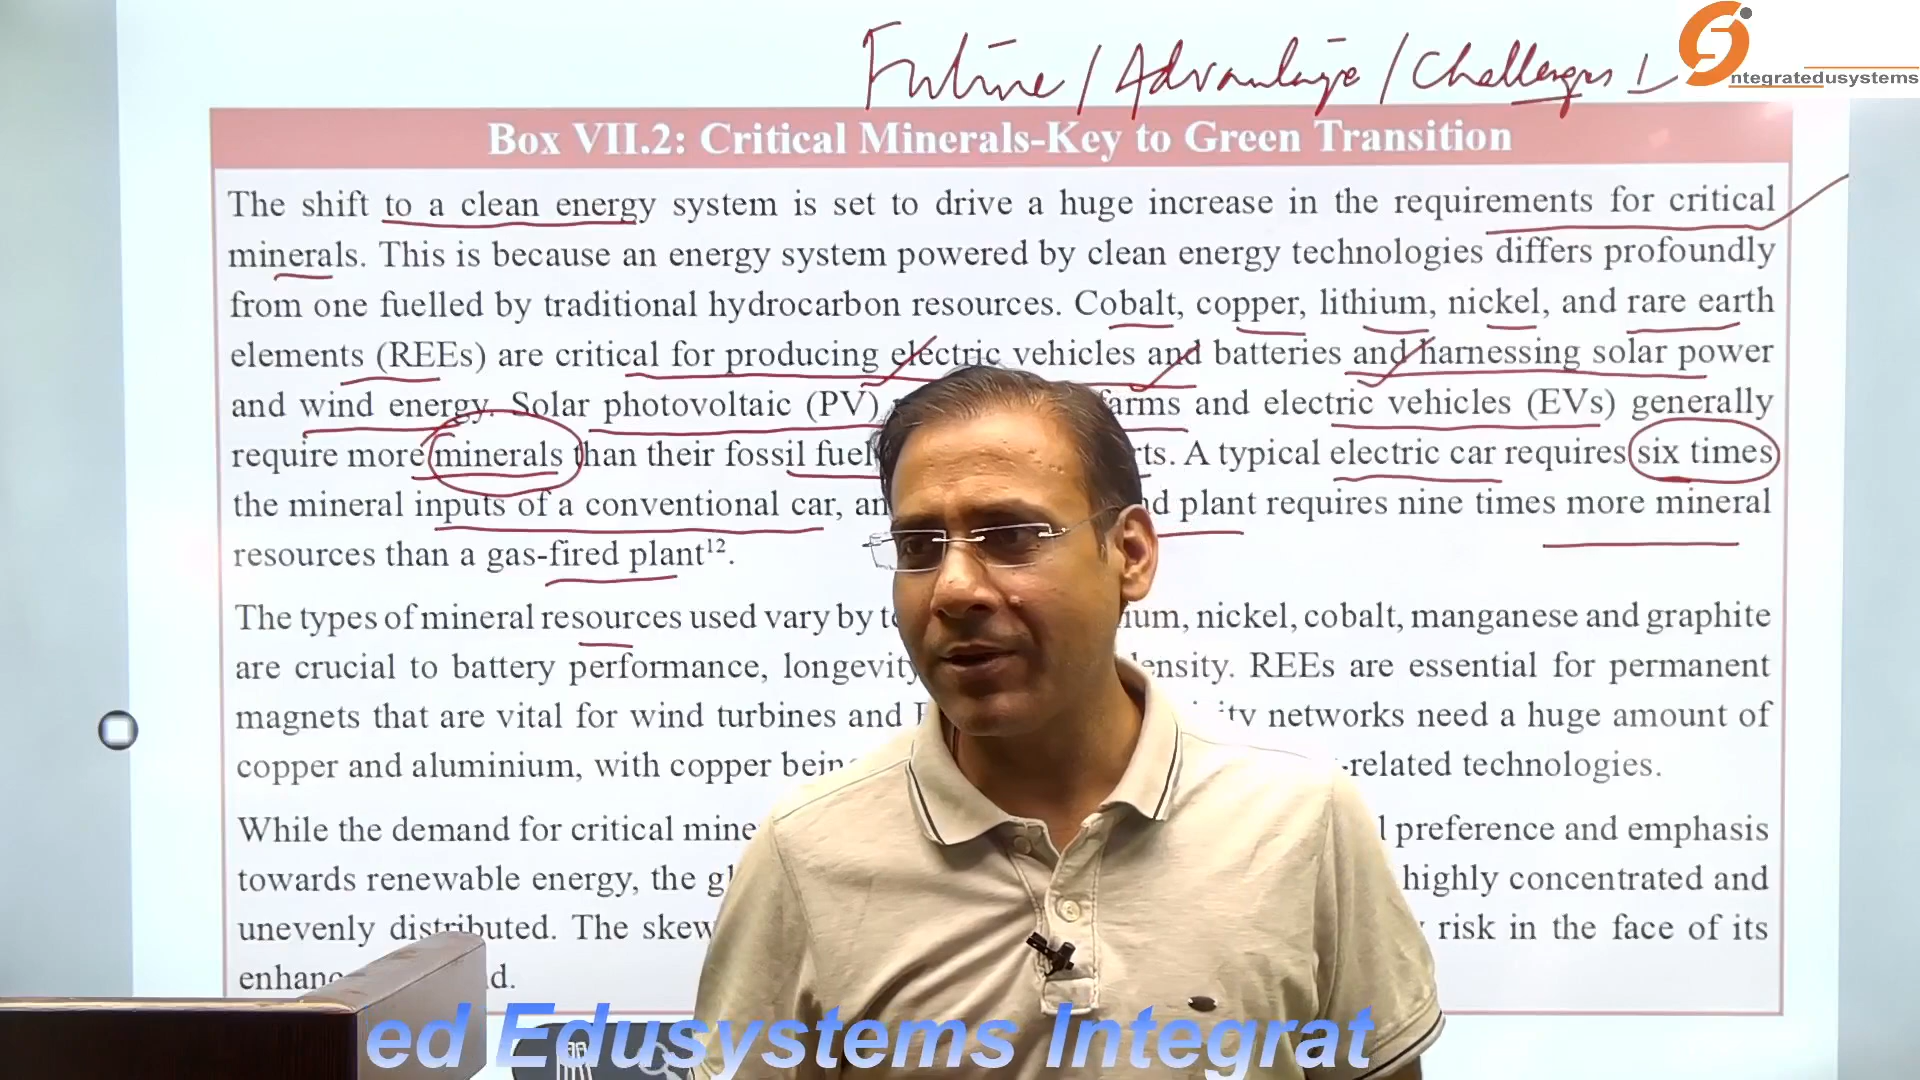 Future / Advantage / Challenges
ntegratedusystems
Box VII.2: Critical Minerals-Key to Green Transition
The shift to a clean energy system is set to drive a huge increase in the requirements for critical
minerals. This is because an energy system powered by clean energy technologies differs profoundly
from one fuelled by traditional hydrocarbon resources. Cobalt, copper, lithium, nickel, and rare earth
elements (REEs) are critical for producing electric vehicles and batteries and harnessing solar power
and wind energy. Solar photovoltaic (PV) farms and electric vehicles (EVs) generally
require more minerals than their fossil fuel A typical electric car requires six times
the mineral inputs of a conventional car, plant requires nine times more mineral
resources than a gas-fired plant¹².
The types of mineral resources used vary by nickel, cobalt, manganese and graphite
are crucial to battery performance, longevity REEs are essential for permanent
magnets that are vital for wind turbines and networks need a huge amount of
copper and aluminium, with copper -related technologies.
While the demand for critical preference and emphasis
towards renewable energy, the highly concentrated and
unevenly distributed. The risk in the face of its
ed Edusystems Integrat